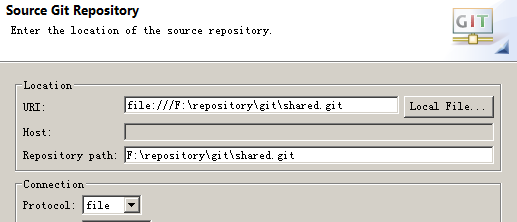 Source Git Repository
Enter the location of the source repository.
GIT
Location
URI: file:///F:\repository\git\shared.git Local File...
Host:
Repository path: F:\repository\git\shared.git
Connection
Protocol: file